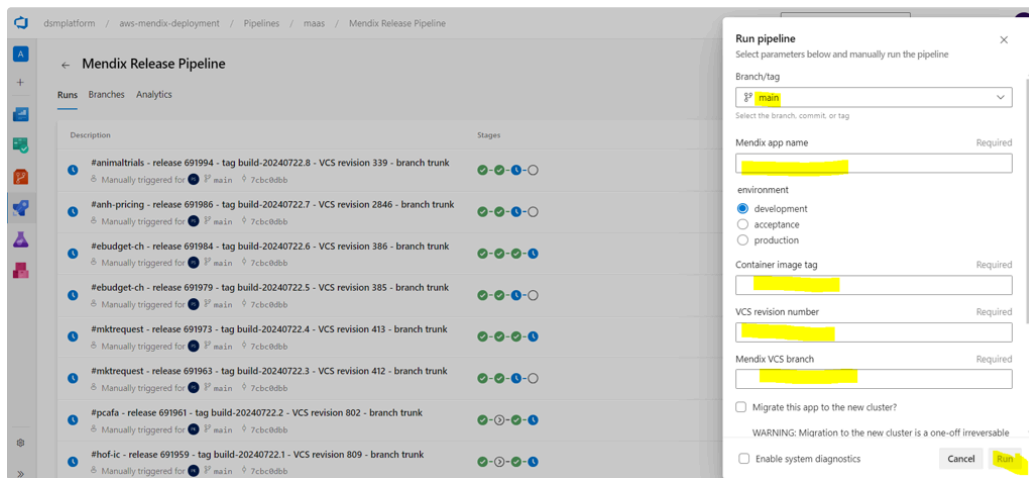 dsmplatform / aws-mendix-deployment / Pipelines / maas / Mendix Release Pipeline
A
← Mendix Release Pipeline
Runs Branches Analytics
Description Stages
#animaltrials - release 691994 - tag build-20240722.8 - VCS revision 339 - branch trunk
Manually triggered for main 7cbc0dbb
#anh-pricing - release 691986 - tag build-20240722.7 - VCS revision 2846 - branch trunk
Manually triggered for main 7cbc0dbb
#ebudget-ch - release 691984 - tag build-20240722.6 - VCS revision 386 - branch trunk
Manually triggered for main 7cbc0dbb
#ebudget-ch - release 691979 - tag build-20240722.5 - VCS revision 385 - branch trunk
Manually triggered for main 7cbc0dbb
#mktrequest - release 691973 - tag build-20240722.4 - VCS revision 413 - branch trunk
Manually triggered for main 7cbc0dbb
#mktrequest - release 691963 - tag build-20240722.3 - VCS revision 412 - branch trunk
Manually triggered for main 7cbc0dbb
#pcafa - release 691961 - tag build-20240722.2 - VCS revision 802 - branch trunk
Manually triggered for main 7cbc0dbb
#hof-ic - release 691959 - tag build-20240722.1 - VCS revision 809 - branch trunk
Manually triggered for main 7cbc0dbb
Run pipeline
Select parameters below and manually run the pipeline
Branch/tag
main
Select the branch, commit, or tag
Mendix app name Required
environment
development
acceptance
production
Container image tag Required
VCS revision number Required
Mendix VCS branch Required
Migrate this app to the new cluster?
WARNING: Migration to the new cluster is a one-off irreversable
Enable system diagnostics Cancel Run